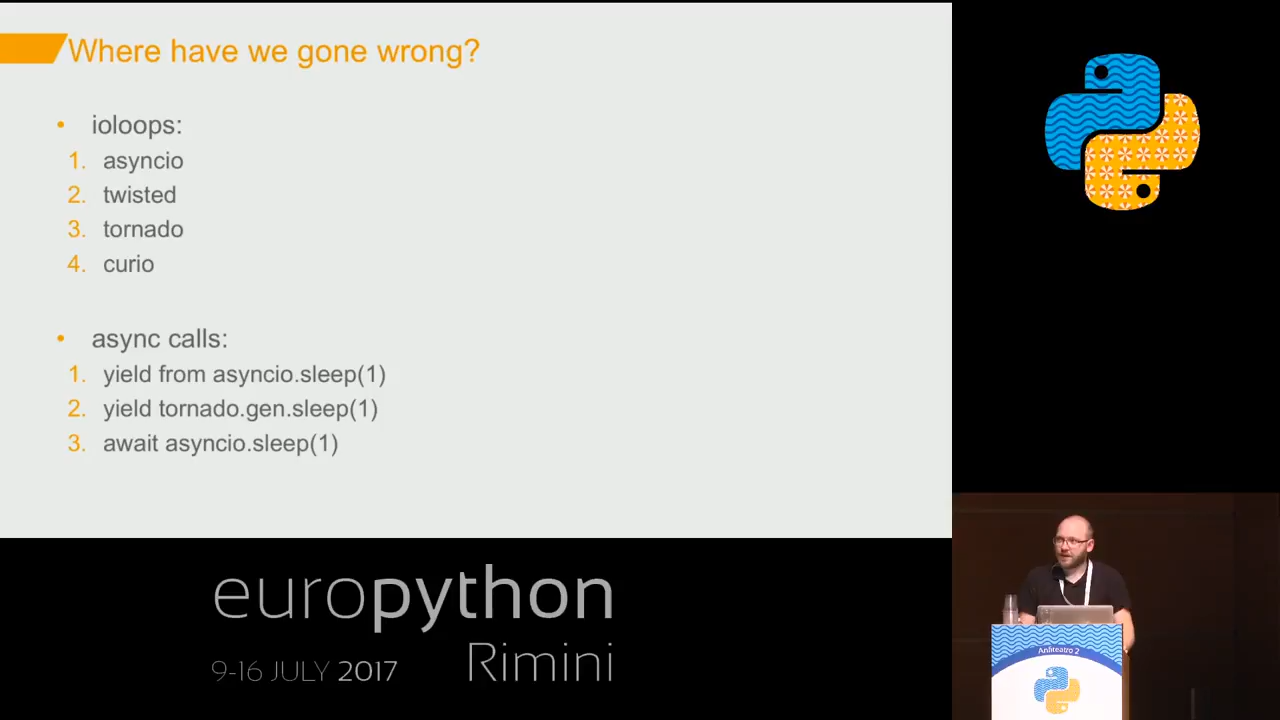 Where have we gone wrong?
• ioloops:
1. asyncio
2. twisted
3. tornado
4. curio
• async calls:
1. yield from asyncio.sleep(1)
2. yield tornado.gen.sleep(1)
3. await asyncio.sleep(1)
europython
9-16 JULY 2017 Rimini
Anfiteatro 2